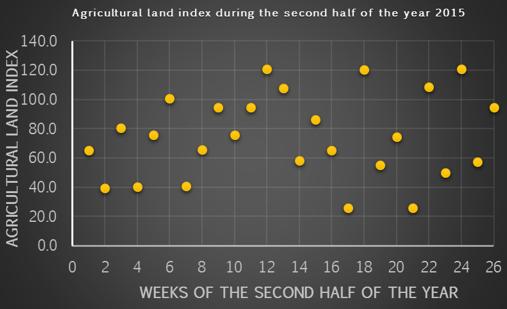 Agricultural land index during the second half of the year 2015
AGRICULTURAL LAND INDEX
140.0
120.0
100.0
80.0
60.0
40.0
20.0
0.0
0 2 4 6 8 10 12 14 16 18 20 22 24 26
WEEKS OF THE SECOND HALF OF THE YEAR